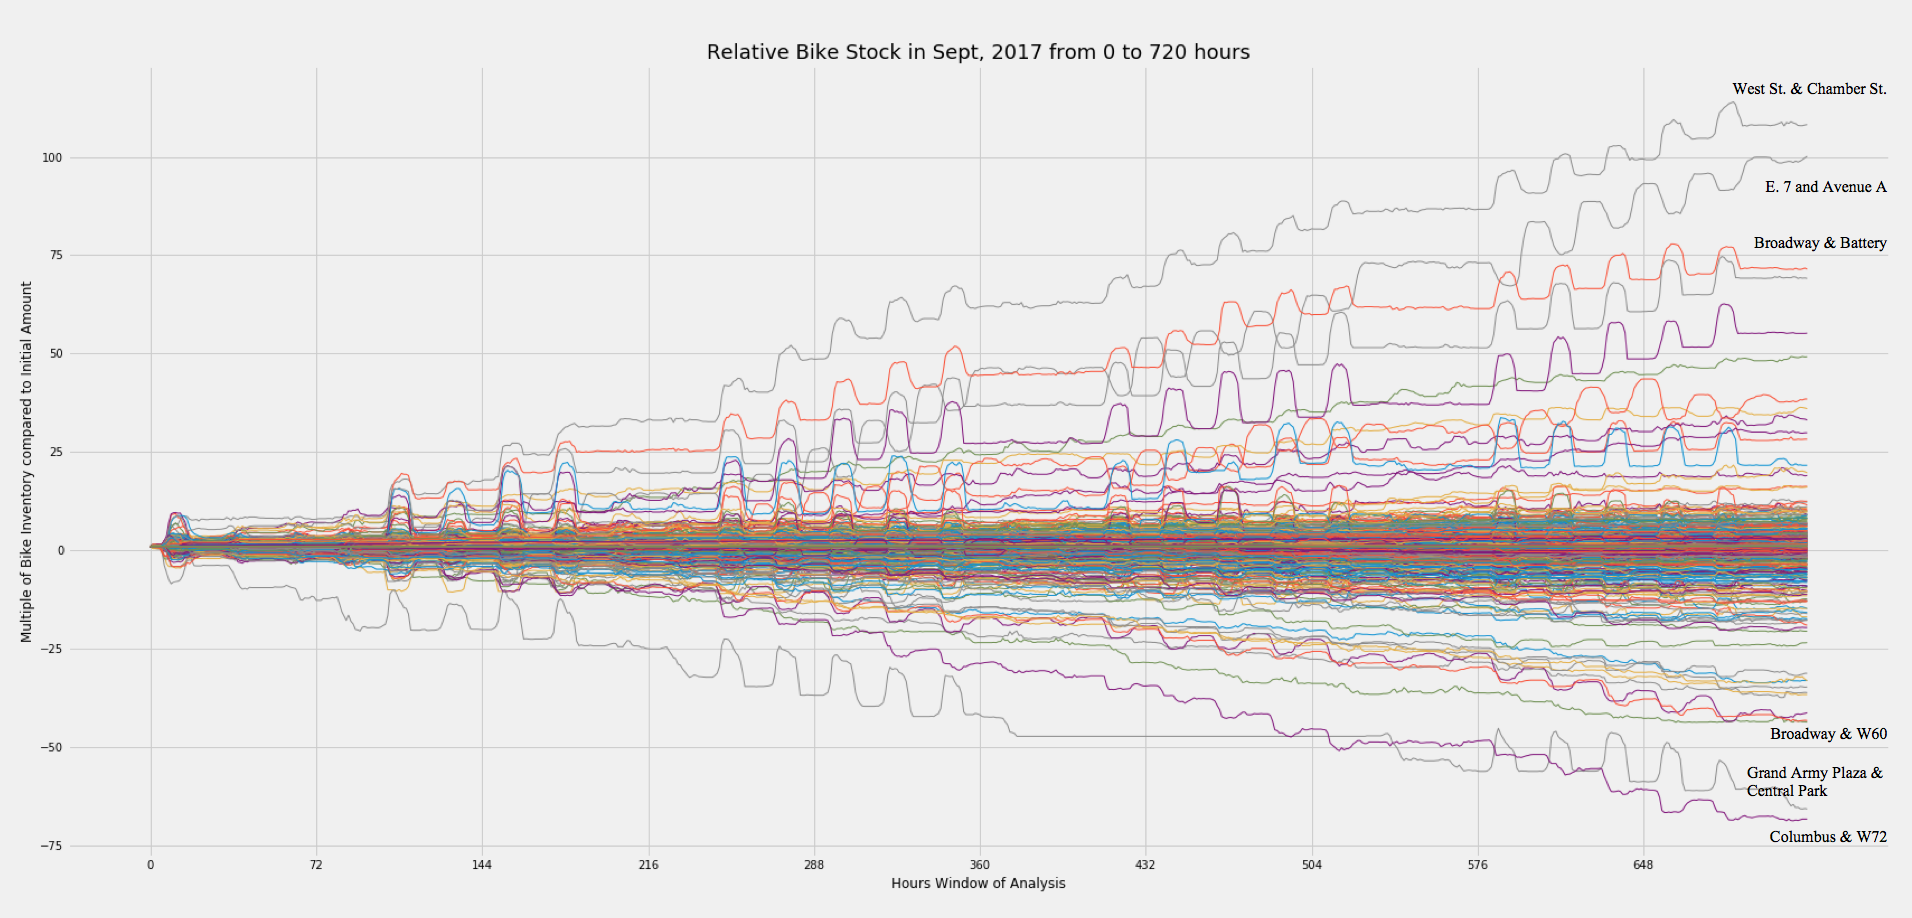 Relative Bike Stock in Sept, 2017 from 0 to 720 hours
West St. & Chamber St.
100
E. 7 and Avenue A
Broadway & Battery
75
50
25
0
−25
−50
−75
Multiple of Bike Inventory compared to Initial Amount
Broadway & W60
Grand Army Plaza &
Central Park
Columbus & W72
0 72 144 216 288 360 432 504 576 648
Hours Window of Analysis